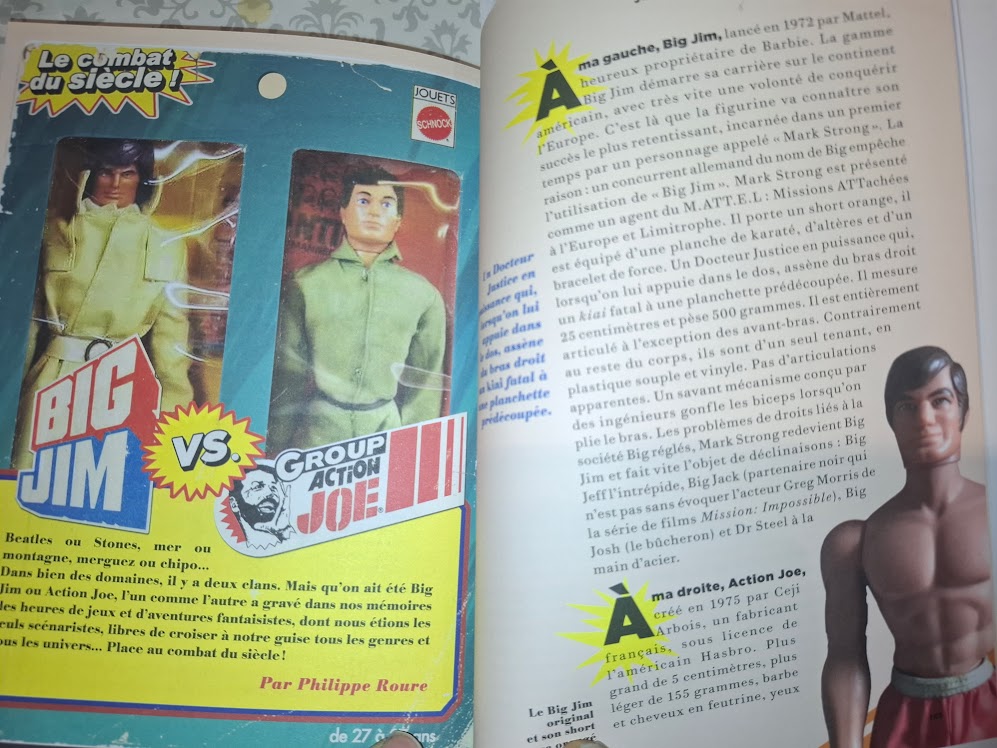 Le combat
du siècle !
JOUETS
SCHNOCK
BIG
JIM
VS.
GROUP
ACTION
JOE
Beatles ou Stones, mer ou
montagne, merguez ou chipo...
Dans bien des domaines, il y a deux clans. Mais qu'on ait été Big
Jim ou Action Joe, l'un comme l'autre a gravé dans nos mémoires
des heures de jeux et d'aventures fantaisistes, dont nous étions les
seuls scénaristes, libres de croiser à notre guise tous les genres et
tous les univers... Place au combat du siècle !
Par Philippe Roure
de 27 à ans
À ma gauche, Big Jim, lancé en 1972 par Mattel,
heureux propriétaire de Barbie. La gamme
Big Jim démarre sa carrière sur le continent
américain, avec très vite une volonté de conquérir
l'Europe. C'est là que la figurine va connaître son
succès le plus retentissant, incarnée dans un premier
temps par un personnage appelé « Mark Strong ». La
raison : un concurrent allemand du nom de Big empêche
l'utilisation de « Big Jim ». Mark Strong est présenté
comme un agent du M.ATT.E.L : Missions ATTachées
à l'Europe et Limitrophe. Il porte un short orange, il
est équipé d'une planche de karaté, d'altères et d'un
bracelet de force. Un Docteur Justice en puissance qui,
lorsqu'on lui appuie dans le dos, assène du bras droit
un kiai fatal à une planchette prédécoupée. Il mesure
25 centimètres et pèse 500 grammes. Il est entièrement
articulé à l'exception des avant-bras. Contrairement
au reste du corps, ils sont d'un seul tenant, en
plastique souple et vinyle. Pas d'articulations
apparentes. Un savant mécanisme conçu par
des ingénieurs gonfle les biceps lorsqu'on
plie le bras. Les problèmes de droits liés à la
société Big réglés, Mark Strong redevient Big
Jim et fait vite l'objet de déclinaisons : Big
Jeff l'intrépide, Big Jack (partenaire noir qui
n'est pas sans évoquer l'acteur Greg Morris de
la série de films Mission: Impossible), Big
Josh (le bûcheron) et Dr Steel à la
main d'acier.
Un Docteur
Justice en
puissance qui,
lorsqu'on lui
appuie dans
le dos, assène
du bras droit
un kiai fatal à
une planchette
prédécoupée.
À ma droite, Action Joe,
créé en 1975 par Ceji
Arbois, un fabricant
français, sous licence de
l'américain Hasbro. Plus
grand de 5 centimètres, plus
léger de 155 grammes, barbe
et cheveux en feutrine, yeux
Le Big Jim
original
et son short